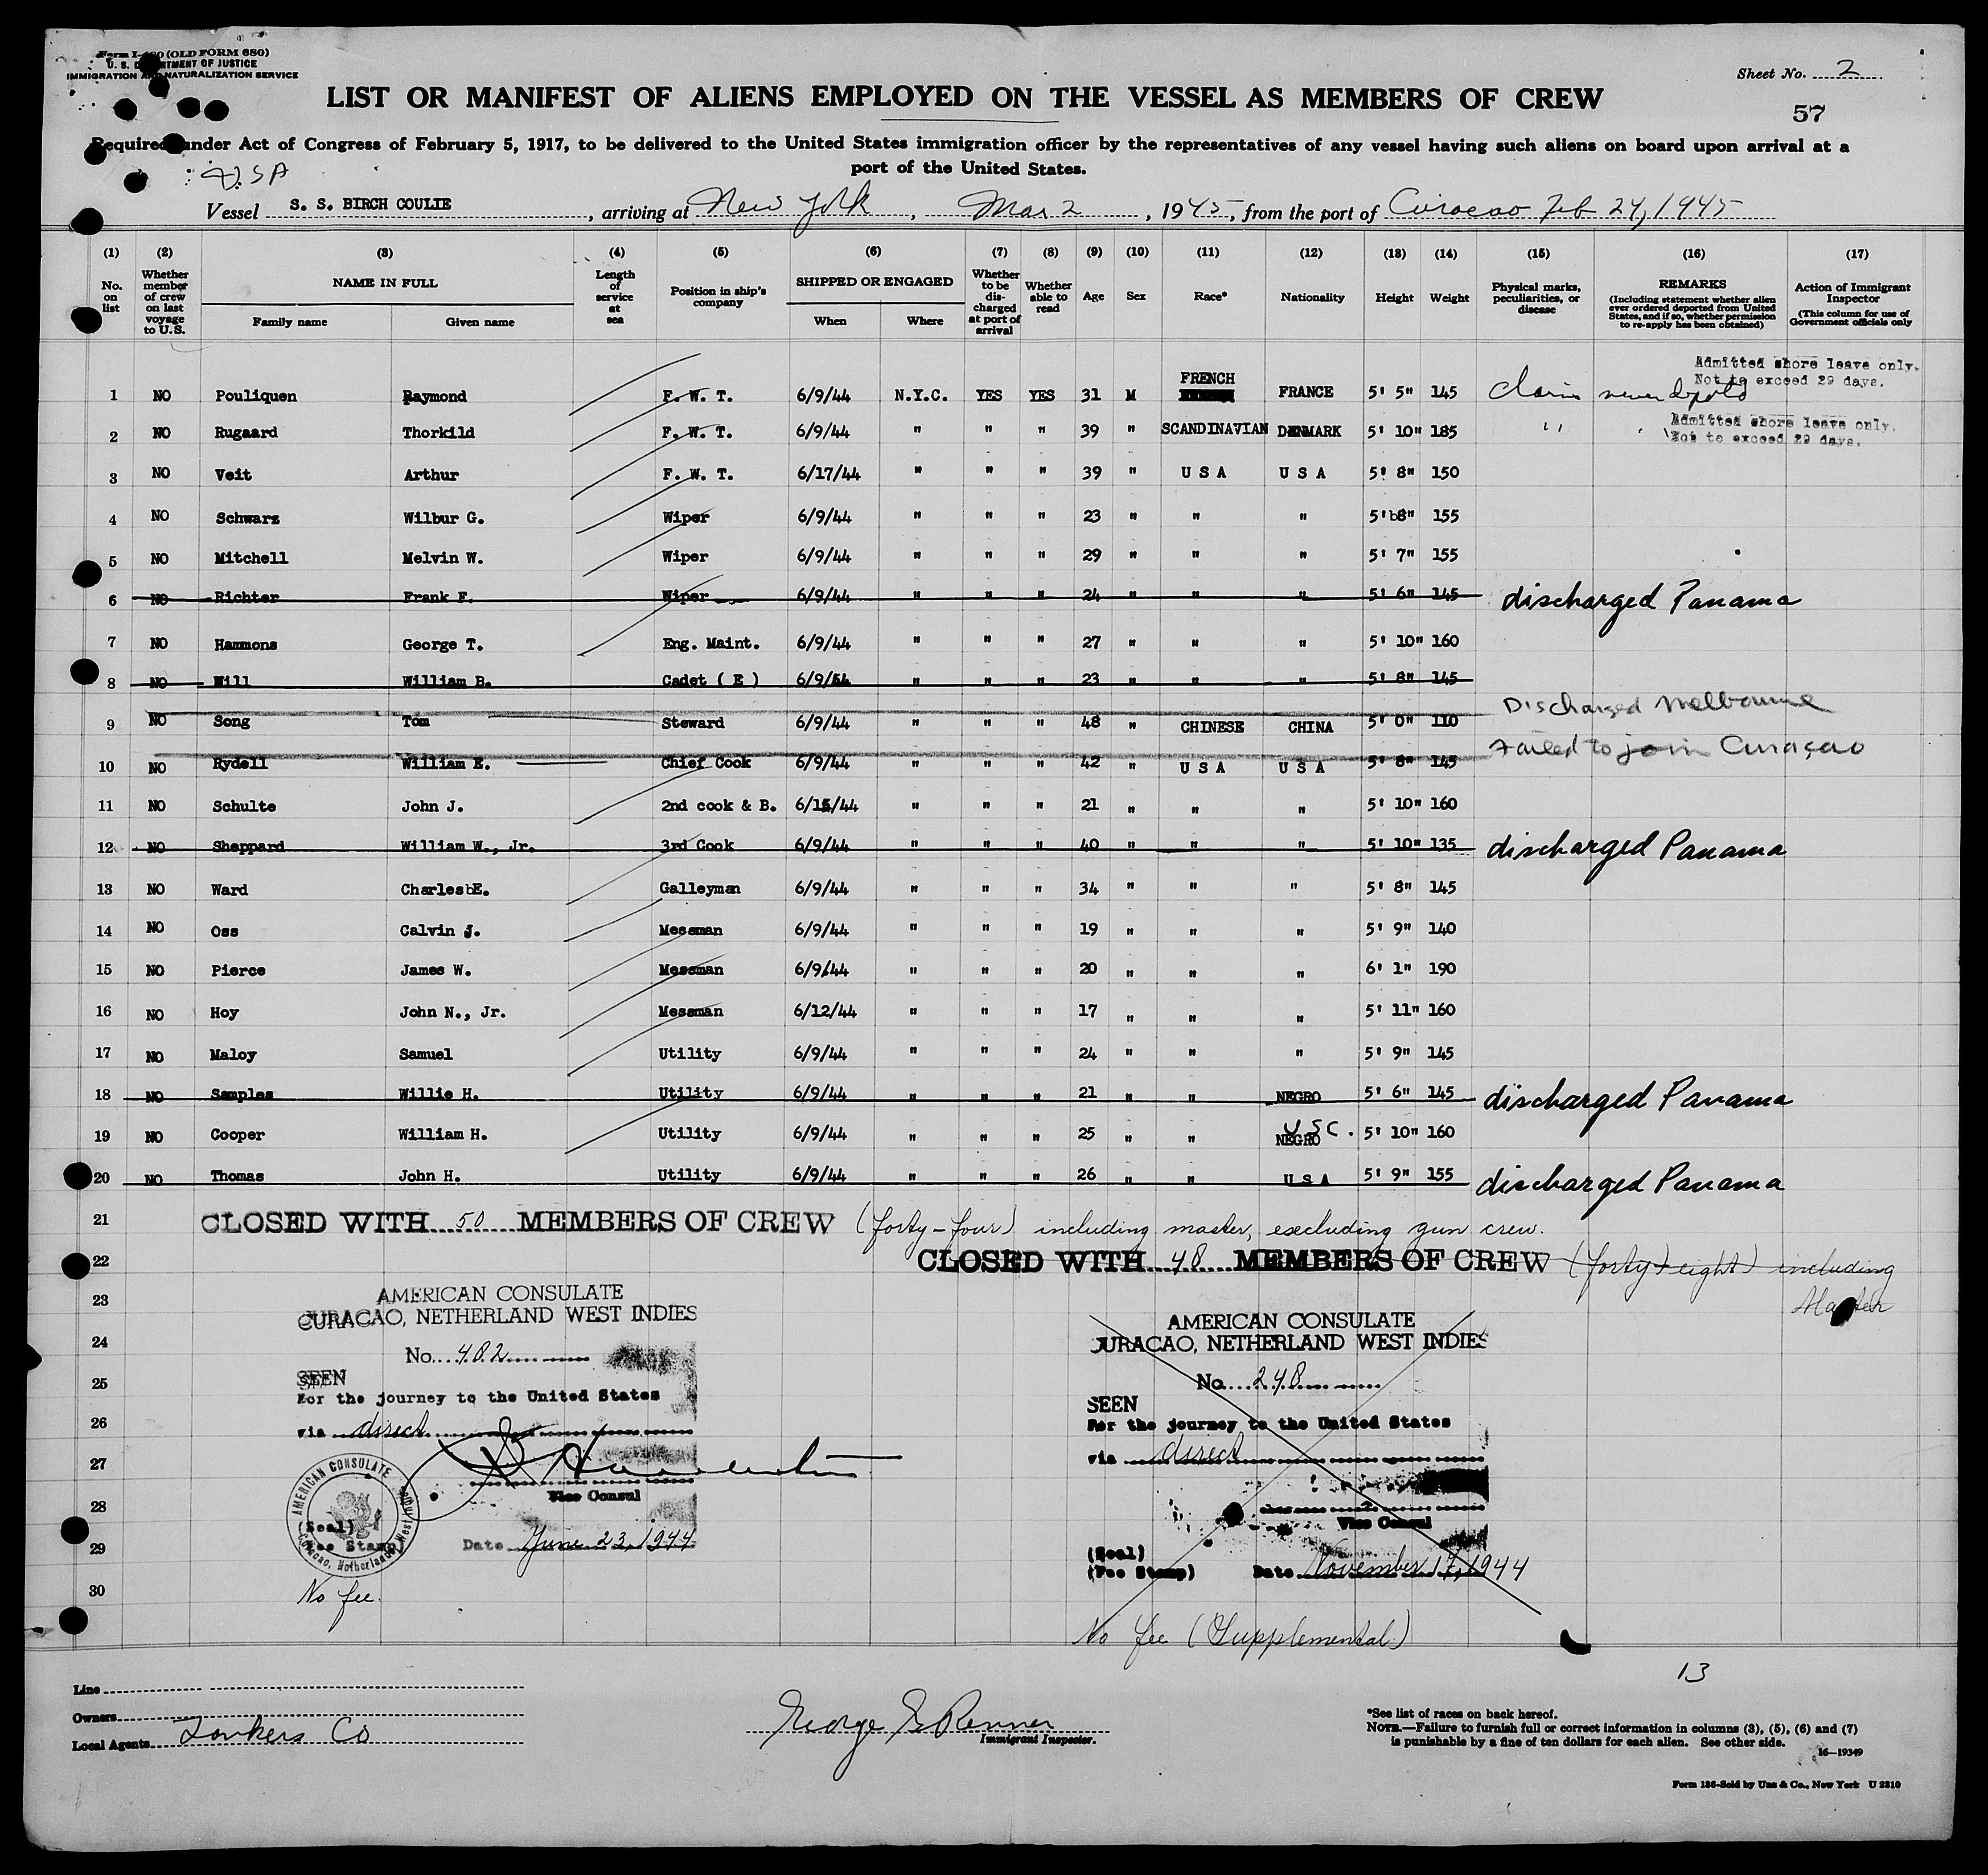 Form I-480 (OLD FORM 680)
U. S. DEPARTMENT OF JUSTICE
IMMIGRATION AND NATURALIZATION SERVICE
Sheet No. 2
LIST OR MANIFEST OF ALIENS EMPLOYED ON THE VESSEL AS MEMBERS OF CREW
57
Required under Act of Congress of February 5, 1917, to be delivered to the United States immigration officer by the representatives of any vessel having such aliens on board upon arrival at a
port of the United States.
USA
Vessel S. S. BIRCH COULIE, arriving at New York, Mar 2, 1945, from the port of Curacao Feb 24, 1945
(1) (2) (3) (4) (5) (6) (7) (8) (9) (10) (11) (12) (13) (14) (15) (16) (17)
No. on list Whether member of crew on last voyage to U.S. NAME IN FULL Family name Given name Length of service at sea Position in ship's company SHIPPED OR ENGAGED When Where Whether to be discharged at port of arrival Whether able to read Age Sex Race* Nationality Height Weight Physical marks, peculiarities, or disease REMARKS (Including statement whether alien ever ordered deported from United States, and if so, whether permission to re-apply has been obtained) Action of Immigrant Inspector (This column for use of Government officials only
Admitted shore leave only.
Not to exceed 29 days.
1 NO Pouliquen Raymond F. W. T. 6/9/44 N.Y.C. YES YES 31 M FRENCH FRANCE 5' 5" 145 claims never
Admitted shore leave only.
Not to exceed 29 days.
2 NO Rugaard Thorkild F. W. T. 6/9/44 " " " 39 " SCANDINAVIAN DENMARK 5' 10" 185 "
3 NO Veit Arthur F. W. T. 6/17/44 " " " 39 " U S A U S A 5' 8" 150
4 NO Schwarz Wilbur G. Wiper 6/9/44 " " " 23 " " " 5'b8" 155
5 NO Mitchell Melvin W. Wiper 6/9/44 " " " 29 " " " 5' 7" 155
6 NO Richter Frank F. Wiper 6/9/44 " " " 24 " " " 5' 6" 145 discharged Panama
7 NO Hammons George T. Eng. Maint. 6/9/44 " " " 27 " " " 5' 10" 160
8 NO Will William B. Cadet ( E ) 6/9/44 " " " 23 " " " 5' 8" 145
9 NO Song Tom Steward 6/9/44 " " " 48 " CHINESE CHINA 5' 0" 110 Discharged Melbourne
10 NO Rydell William E. Chief Cook 6/9/44 " " " 42 " U S A U S A 5' 8" 145 Failed to join Curaçao
11 NO Schulte John J. 2nd cook & B. 6/15/44 " " " 21 " " " 5' 10" 160
12 NO Sheppard William W., Jr. 3rd Cook 6/9/44 " " " 40 " " " 5' 10" 135 discharged Panama
13 NO Ward CharlesbE. Galleyman 6/9/44 " " " 34 " " " 5' 8" 145
14 NO Oss Calvin J. Messman 6/9/44 " " " 19 " " " 5' 9" 140
15 NO Pierce James W. Messman 6/9/44 " " " 20 " " " 6' 1" 190
16 NO Hoy John N., Jr. Messman 6/12/44 " " " 17 " " " 5' 11" 160
17 NO Maloy Samuel Utility 6/9/44 " " " 24 " " " 5' 9" 145
18 NO Samples Willie H. Utility 6/9/44 " " " 21 " " NEGRO 5' 6" 145 discharged Panama
19 NO Cooper William H. Utility 6/9/44 " " " 25 " " NEGRO U S C. 5' 10" 160
20 NO Thomas John H. Utility 6/9/44 " " " 26 " " U S A 5' 9" 155 discharged Panama
21 CLOSED WITH 50 MEMBERS OF CREW (forty-four) including master, excluding gun crew.
22 CLOSED WITH 48 MEMBERS OF CREW (forty eight) including
Master
23
24
25
26
27
28
29
30
AMERICAN CONSULATE
CURACAO, NETHERLAND WEST INDIES
No. 402
SEEN
For the journey to the United States
via direct
Vice Consul
AMERICAN CONSULATE
Curacao, Netherland West Indies
(Seal)
Fee Stamp
Date June 23, 1944
No fee.
AMERICAN CONSULATE
CURACAO, NETHERLAND WEST INDIES
No. 248
SEEN
For the journey to the United States
via direct
Vice Consul
(Seal)
(Fee Stamp)
Date November 17, 1944
No fee (Supplemental)
13
Line
Owners
Local Agents Tankers Co
George S Renner
Immigrant Inspector.
*See list of races on back hereof.
NOTE.—Failure to furnish full or correct information in columns (3), (5), (6) and (7)
is punishable by a fine of ten dollars for each alien. See other side.
16—19349
Form 136-Sold by Unz & Co., New York U 2310